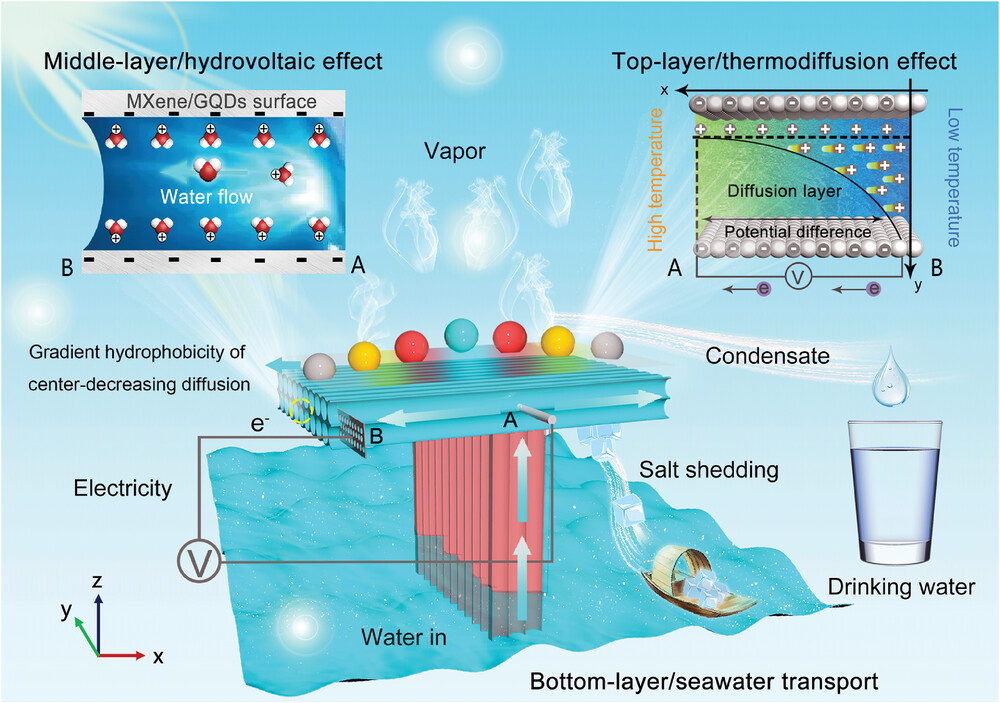 Middle-layer/hydrovoltaic effect
MXene/GQDs surface
Water flow
B
A
Vapor
Top-layer/thermodiffusion effect
x
High temperature
Low temperature
Diffusion layer
Potential difference
A
B
V
y
e
e
Gradient hydrophobicity of
center-decreasing diffusion
Condensate
e-
B
A
Electricity
Salt shedding
V
Drinking water
z
y
x
Water in
Bottom-layer/seawater transport